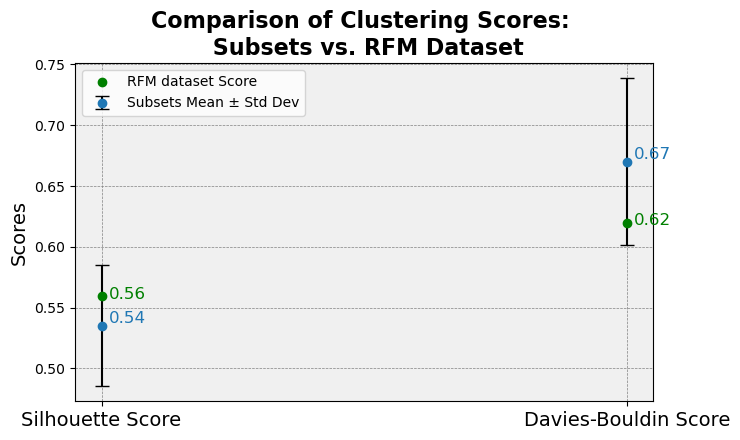 Comparison of Clustering Scores:
Subsets vs. RFM Dataset
RFM dataset Score
Subsets Mean ± Std Dev
Scores
0.75
0.70
0.65
0.60
0.55
0.50
0.67
0.62
0.56
0.54
Silhouette Score
Davies-Bouldin Score